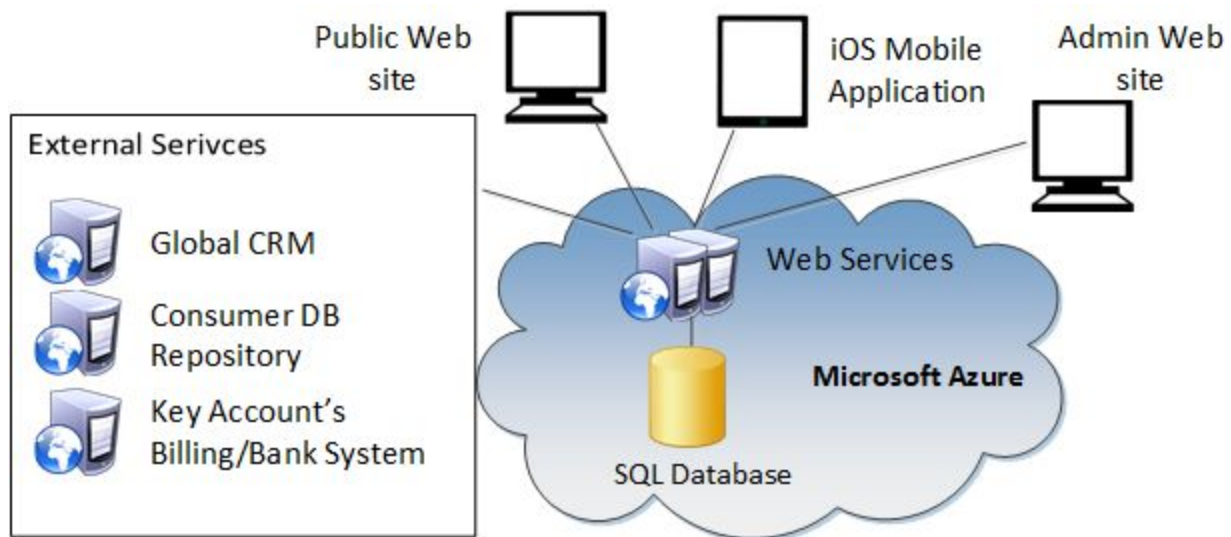 Public Web
site
iOS Mobile
Application
Admin Web
site
External Serivces
Global CRM
Consumer DB
Repository
Key Account's
Billing/Bank System
Web Services
Microsoft Azure
SQL Database